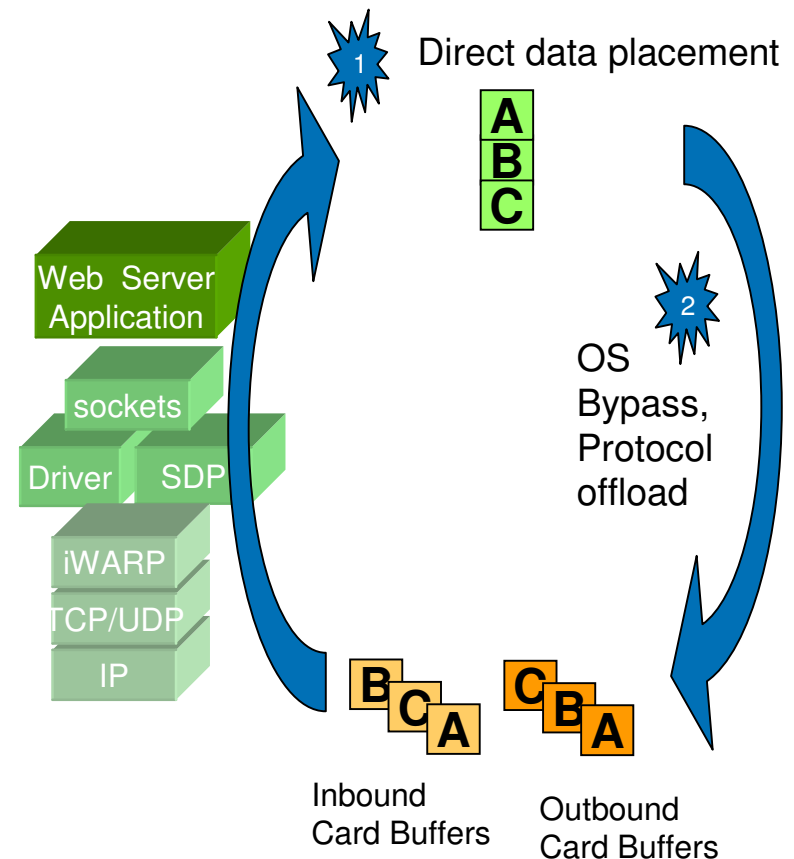 1
Direct data placement
A
B
C
Web Server
Application
sockets
Driver
SDP
iWARP
TCP/UDP
IP
2
OS
Bypass,
Protocol
offload
B
C
A
C
B
A
Inbound
Card Buffers
Outbound
Card Buffers